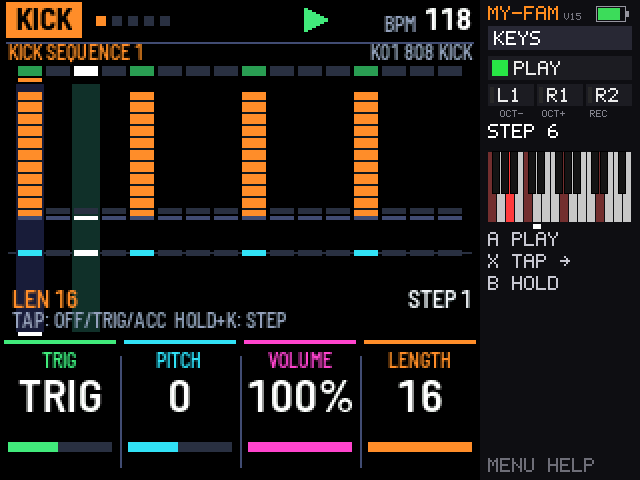 KICK
BPM 118
KICK SEQUENCE 1
K01 808 KICK
LEN 16
STEP 1
TAP: OFF/TRIG/ACC HOLD+K: STEP
TRIG
TRIG
PITCH
0
VOLUME
100%
LENGTH
16
MY-FAM V15
KEYS
PLAY
L1 R1 R2
OCT- OCT+ REC
STEP 6
A PLAY
X TAP →
B HOLD
MENU HELP